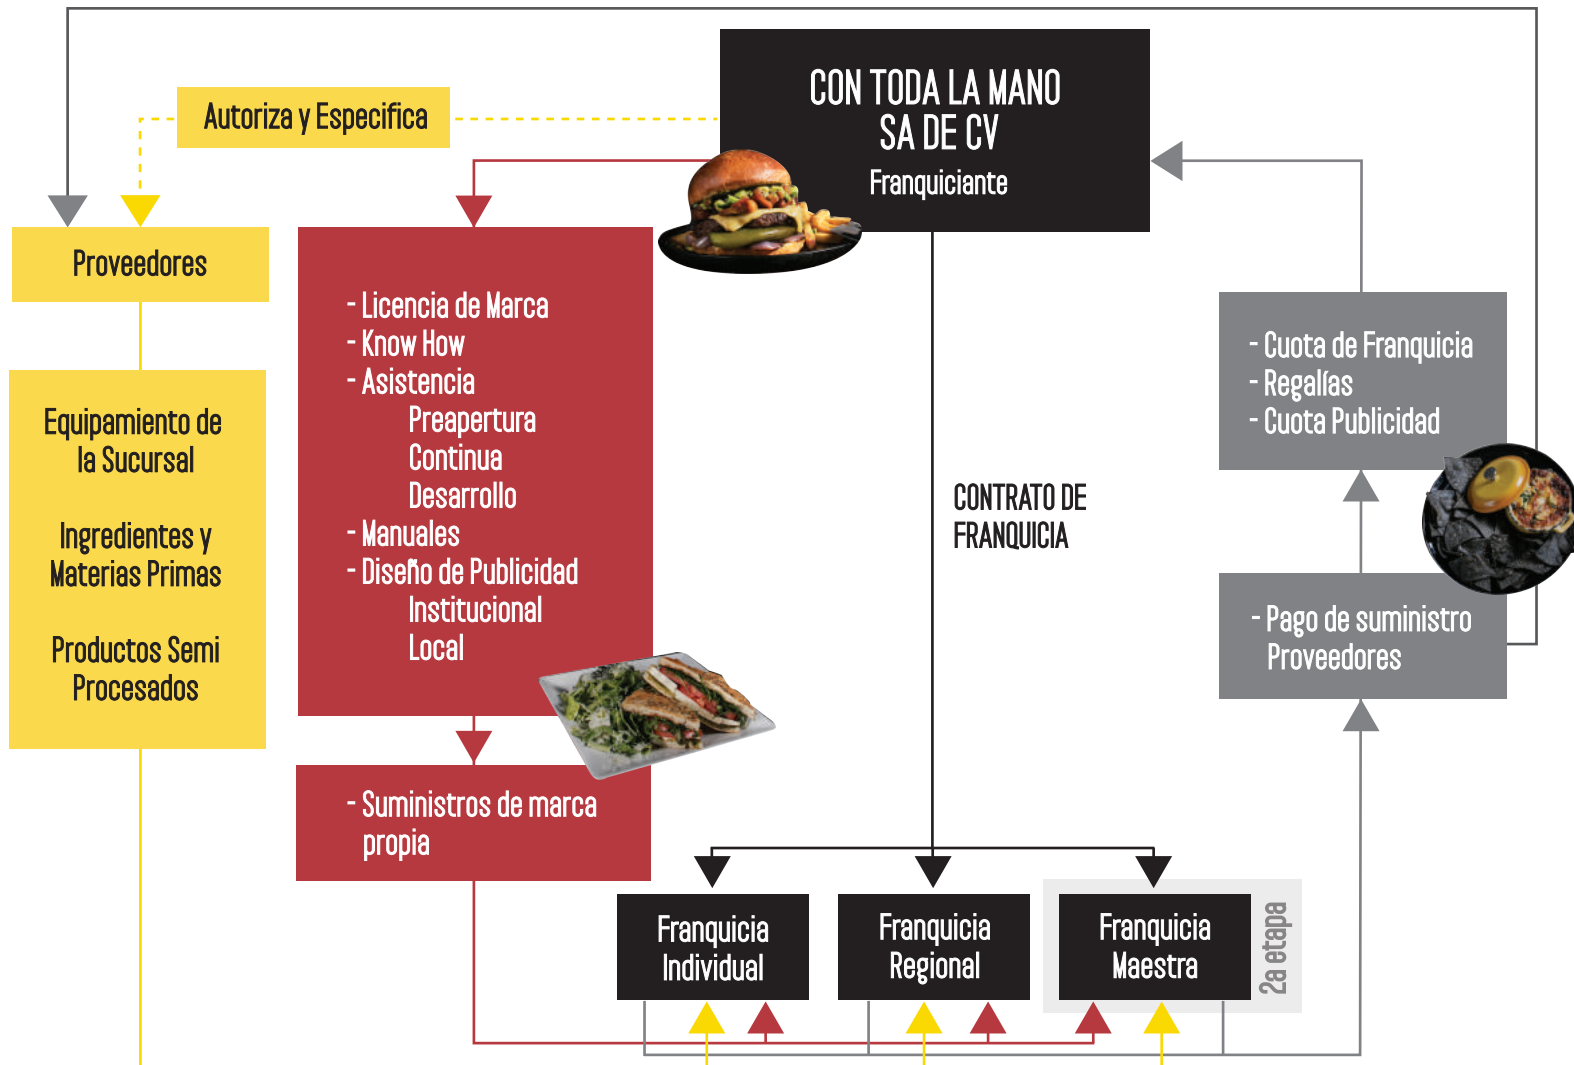 CON TODA LA MANO
SA DE CV
Franquiciante
Autoriza y Especifica
Proveedores
Equipamiento de
la Sucursal
Ingredientes y
Materias Primas
Productos Semi
Procesados
- Licencia de Marca
- Know How
- Asistencia
Preapertura
Continua
Desarrollo
- Manuales
- Diseño de Publicidad
Institucional
Local
- Suministros de marca
propia
CONTRATO DE
FRANQUICIA
- Cuota de Franquicia
- Regalías
- Cuota Publicidad
- Pago de suministro
Proveedores
Franquicia
Individual
Franquicia
Regional
Franquicia
Maestra
2a etapa